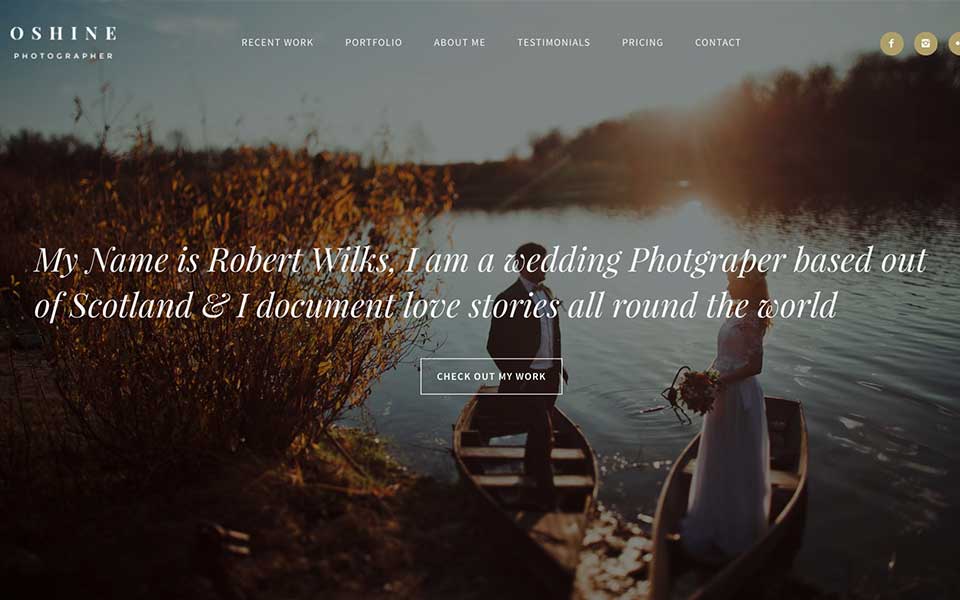 OSHINE
PHOTOGRAPHER
RECENT WORK PORTFOLIO ABOUT ME TESTIMONIALS PRICING CONTACT
My Name is Robert Wilks, I am a wedding Photgraper based out
of Scotland & I document love stories all round the world
CHECK OUT MY WORK